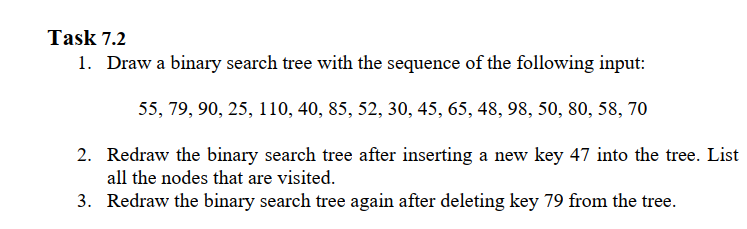 Task 7.2
1. Draw a binary search tree with the sequence of the following input:
55, 79, 90, 25, 110, 40, 85, 52, 30, 45, 65, 48, 98, 50, 80, 58, 70
2. Redraw the binary search tree after inserting a new key 47 into the tree. List
all the nodes that are visited.
3. Redraw the binary search tree again after deleting key 79 from the tree.